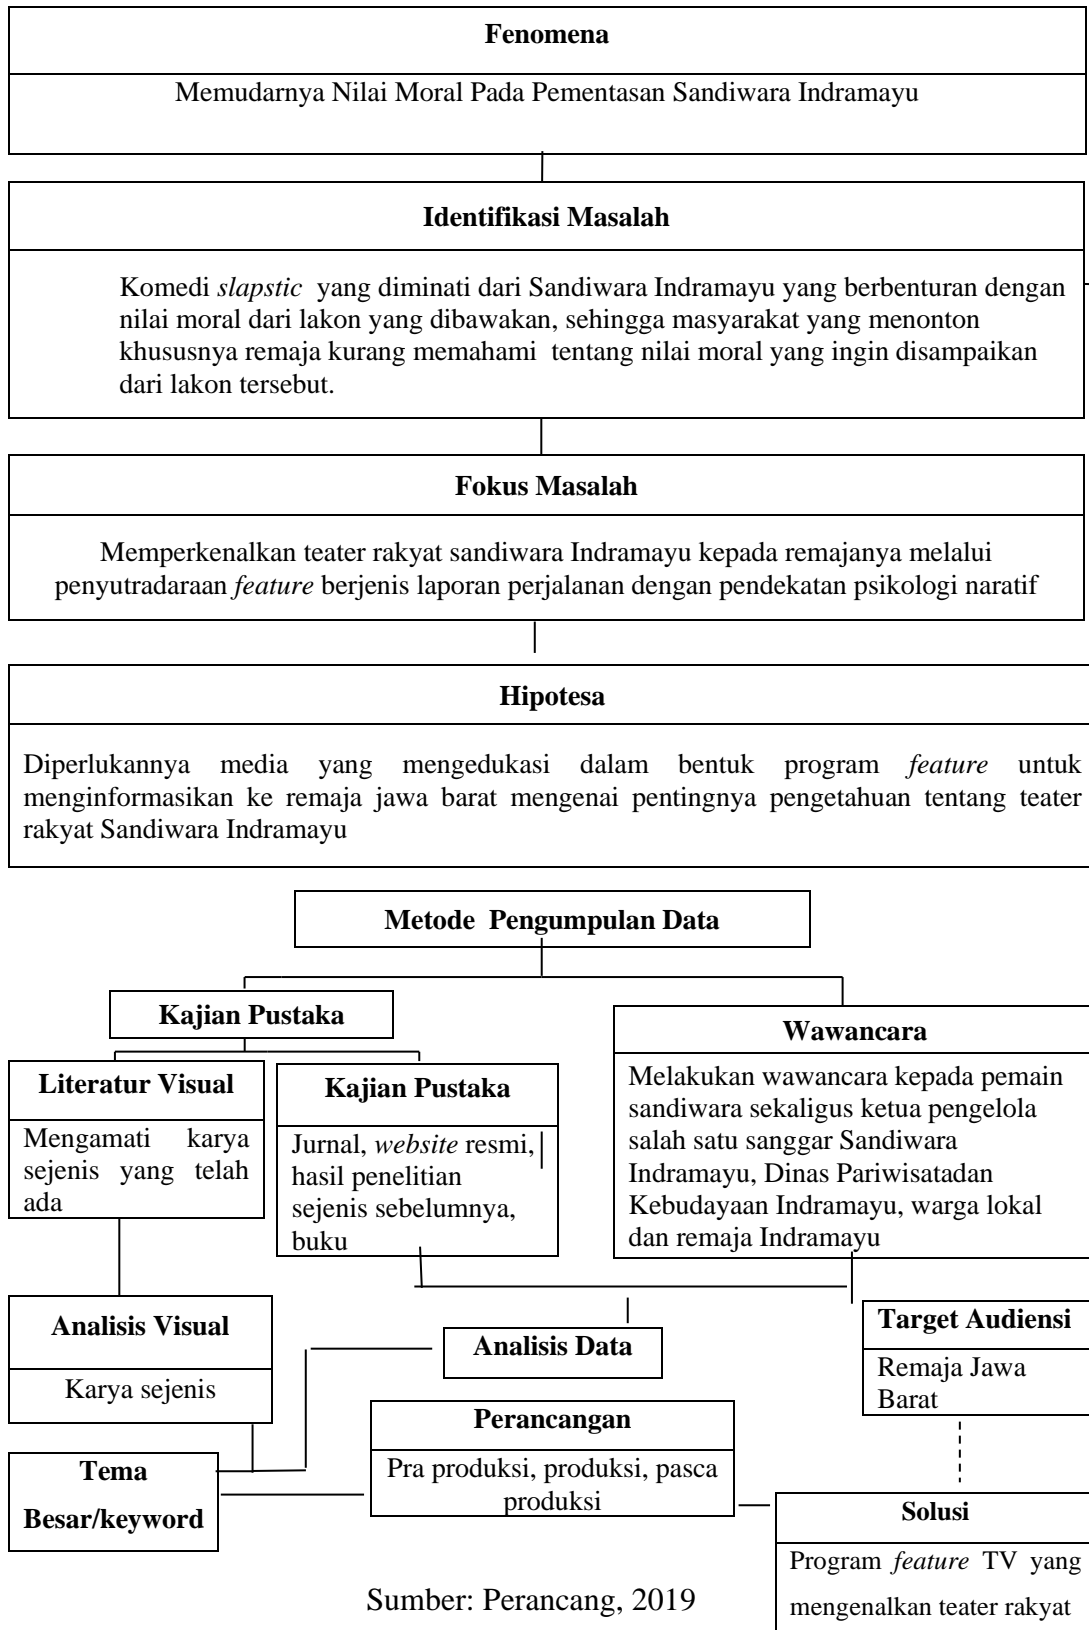 Fenomena
Memudarnya Nilai Moral Pada Pementasan Sandiwara Indramayu
Identifikasi Masalah
Komedi slapstic yang diminati dari Sandiwara Indramayu yang berbenturan dengan
nilai moral dari lakon yang dibawakan, sehingga masyarakat yang menonton
khususnya remaja kurang memahami tentang nilai moral yang ingin disampaikan
dari lakon tersebut.
Fokus Masalah
Memperkenalkan teater rakyat sandiwara Indramayu kepada remajanya melalui
penyutradaraan feature berjenis laporan perjalanan dengan pendekatan psikologi naratif
Hipotesa
Diperlukannya media yang mengedukasi dalam bentuk program feature untuk
menginformasikan ke remaja jawa barat mengenai pentingnya pengetahuan tentang teater
rakyat Sandiwara Indramayu
Metode Pengumpulan Data
Kajian Pustaka
Literatur Visual
Mengamati karya
sejenis yang telah
ada
Kajian Pustaka
Jurnal, website resmi,
hasil penelitian
sejenis sebelumnya,
buku
Wawancara
Melakukan wawancara kepada pemain
sandiwara sekaligus ketua pengelola
salah satu sanggar Sandiwara
Indramayu, Dinas Pariwisatadan
Kebudayaan Indramayu, warga lokal
dan remaja Indramayu
Analisis Visual
Karya sejenis
Analisis Data
Target Audiensi
Remaja Jawa
Barat
Tema
Besar/keyword
Perancangan
Pra produksi, produksi, pasca
produksi
Solusi
Program feature TV yang
mengenalkan teater rakyat
Sumber: Perancang, 2019